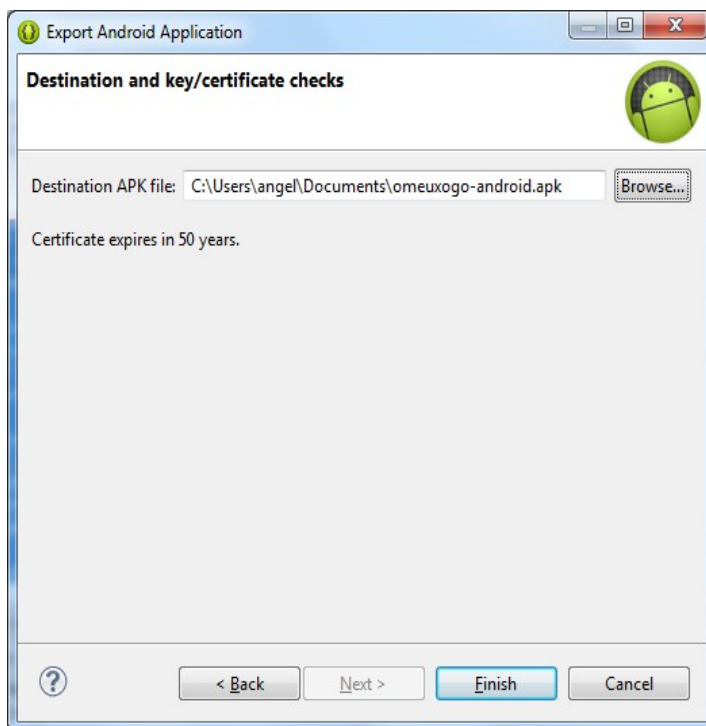 Export Android Application
Destination and key/certificate checks
Destination APK file: C:\Users\angel\Documents\omeuxogo-android.apk Browse...
Certificate expires in 50 years.
? < Back Next > Finish Cancel